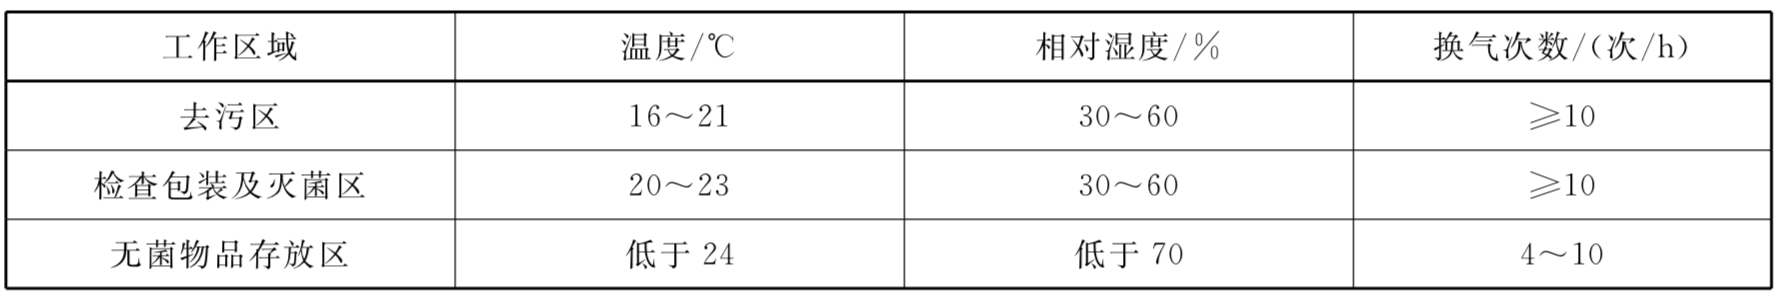 工作区域 温度/℃ 相对湿度/% 换气次数/(次/h)
去污区 16～21 30～60 ≥10
检查包装及灭菌区 20～23 30～60 ≥10
无菌物品存放区 低于 24 低于 70 4～10